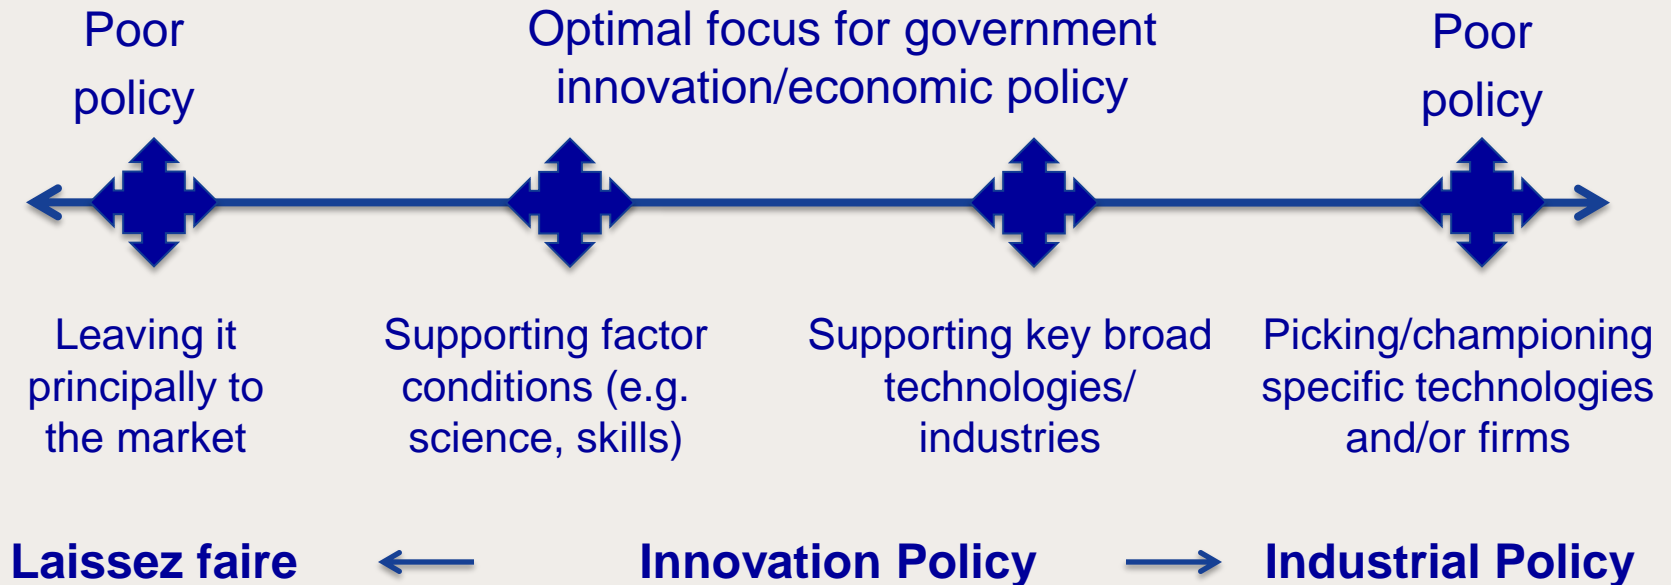 Poor
policy
Optimal focus for government
innovation/economic policy
Poor
policy
Leaving it
principally to
the market
Supporting factor
conditions (e.g.
science, skills)
Supporting key broad
technologies/
industries
Picking/championing
specific technologies
and/or firms
Laissez faire
Innovation Policy
Industrial Policy